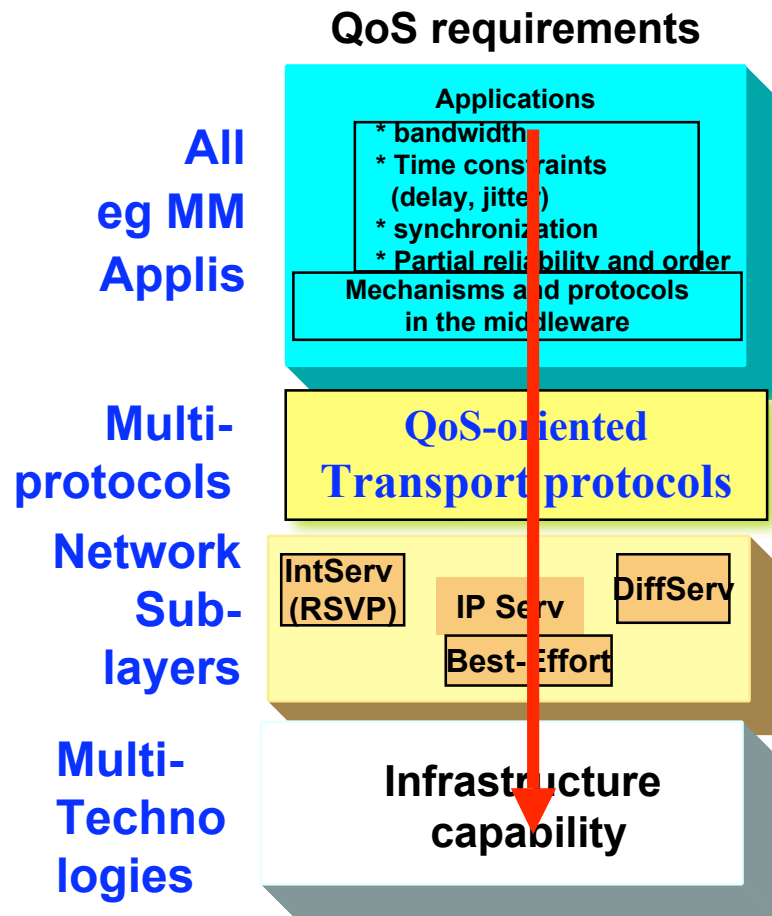 QoS requirements
All
eg MM
Applis
Applications
* bandwidth
* Time constraints
(delay, jitter)
* synchronization
* Partial reliability and order
Mechanisms and protocols
in the middleware
Multi-
protocols
QoS-oriented
Transport protocols
Network
Sub-
layers
IntServ
(RSVP)
IP Serv
DiffServ
Best-Effort
Multi-
Techno
logies
Infrastructure
capability